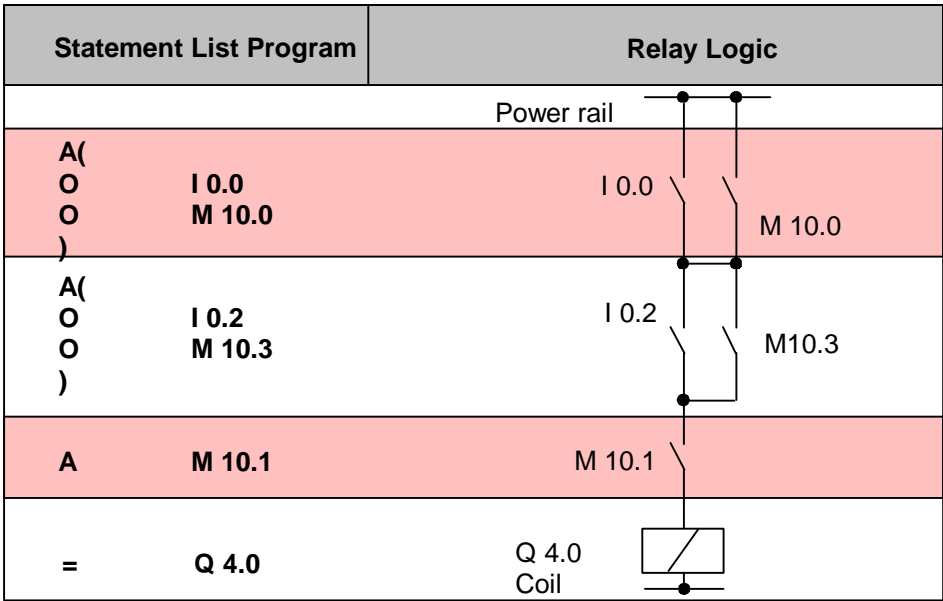 Statement List Program
Relay Logic
Power rail
A(
O I 0.0
O M 10.0
)
I 0.0
M 10.0
A(
O I 0.2
O M 10.3
)
I 0.2
M10.3
A M 10.1
M 10.1
= Q 4.0
Q 4.0
Coil